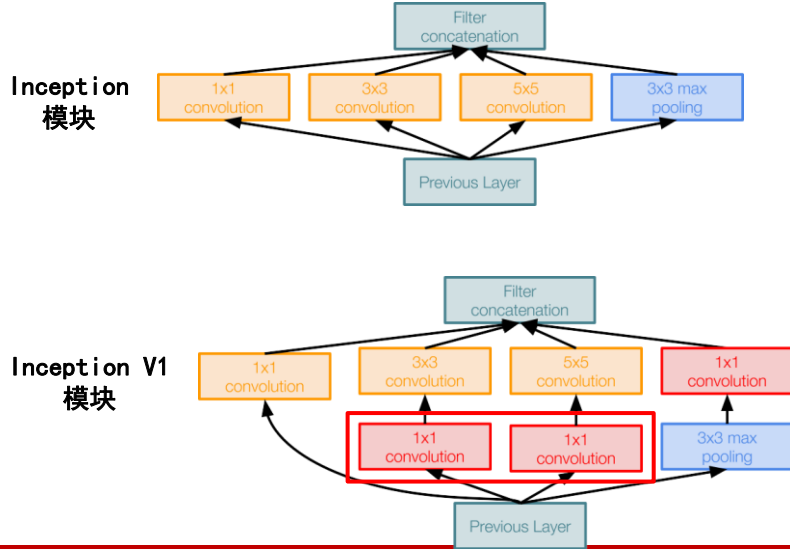 Filter
concatenation
Inception
模块
1x1
convolution
3x3
convolution
5x5
convolution
3x3 max
pooling
Previous Layer
Filter
concatenation
Inception V1
模块
1x1
convolution
3x3
convolution
5x5
convolution
1x1
convolution
1x1
convolution
1x1
convolution
3x3 max
pooling
Previous Layer